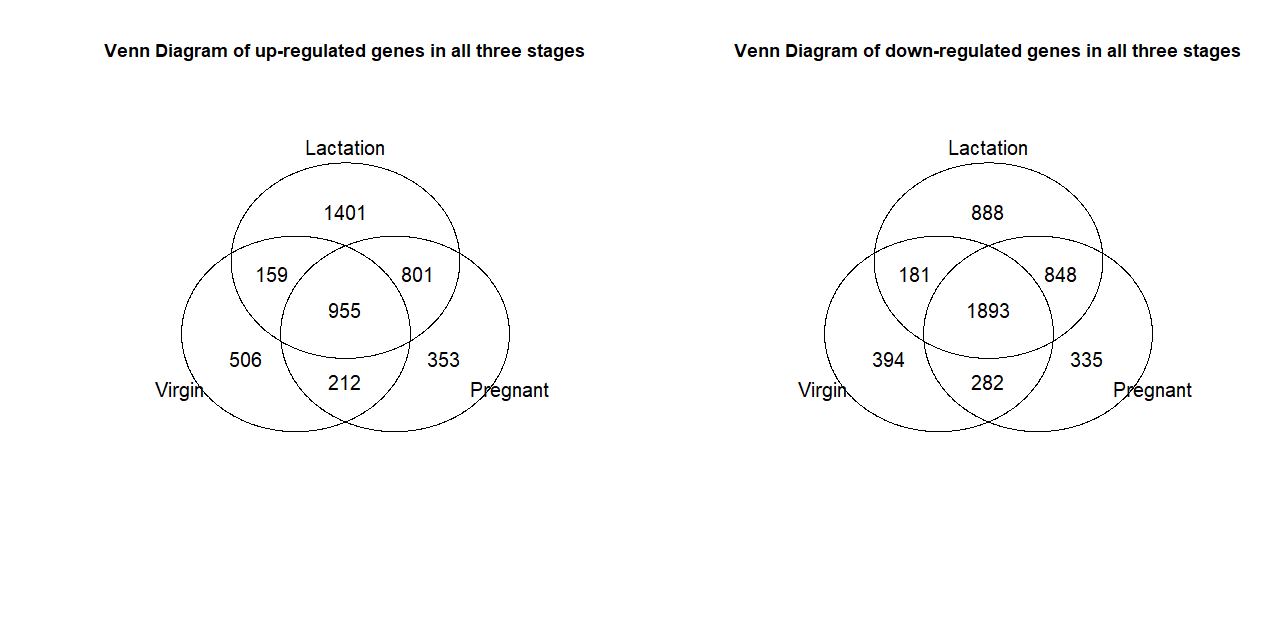 Venn Diagram of up-regulated genes in all three stages
Lactation
1401
159
801
955
506
353
212
Virgin
Pregnant
Venn Diagram of down-regulated genes in all three stages
Lactation
888
181
848
1893
394
335
282
Virgin
Pregnant